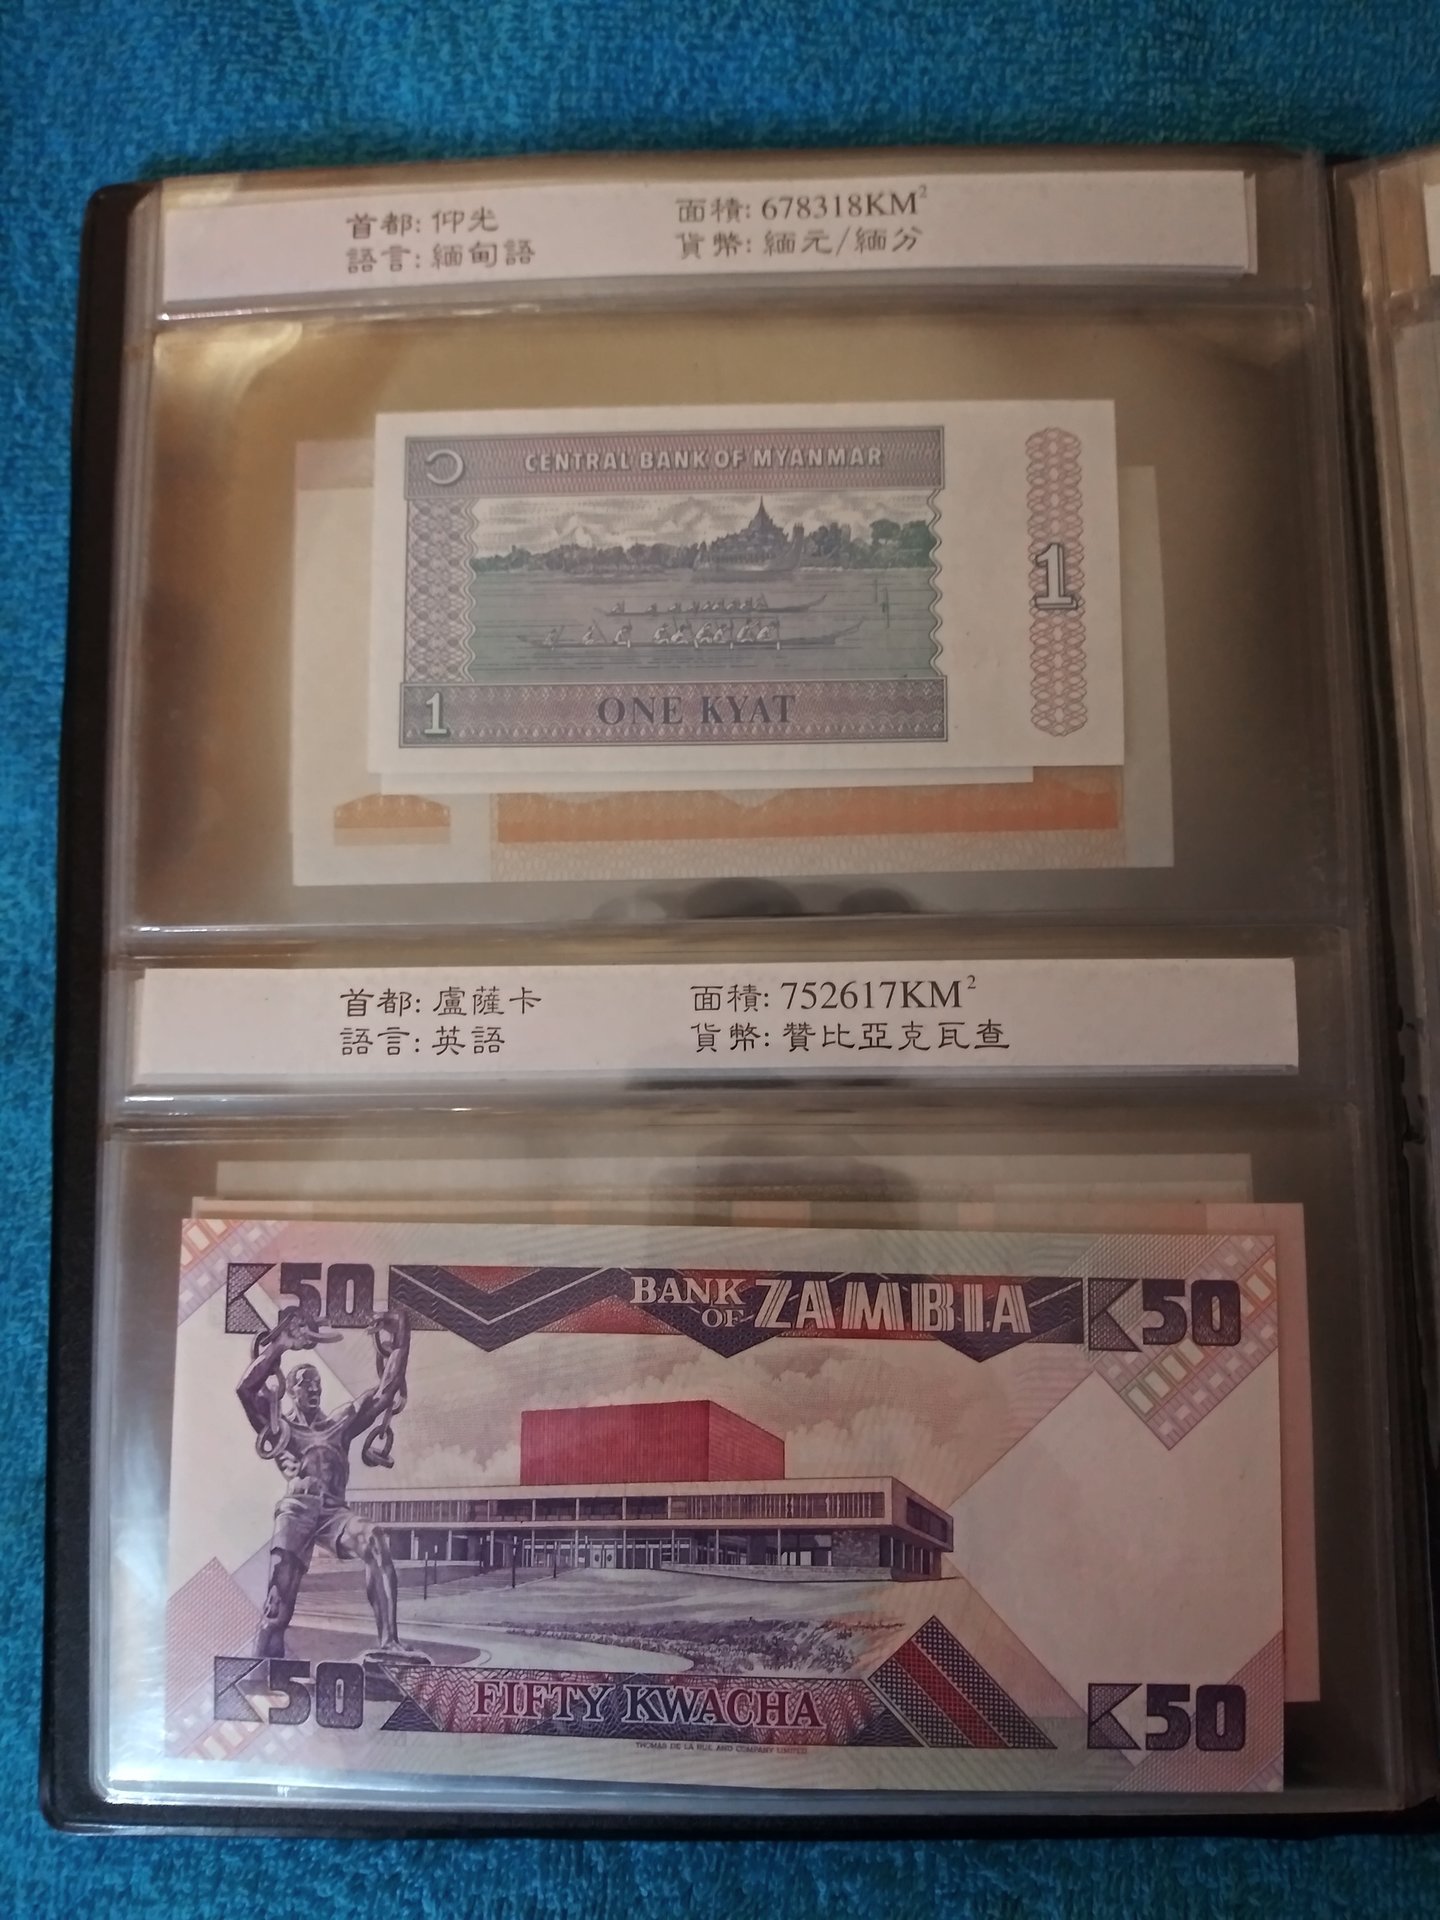 首都: 仰光
面積: 678318KM²
語言: 緬甸語
貨幣: 緬元/緬分
CENTRAL BANK OF MYANMAR
1
1
ONE KYAT
首都: 盧薩卡
面積: 752617KM²
語言: 英語
貨幣: 贊比亞克瓦查
K50
BANK OF ZAMBIA
K50
K50
FIFTY KWACHA
K50
THOMAS DE LA RUE AND COMPANY LIMITED